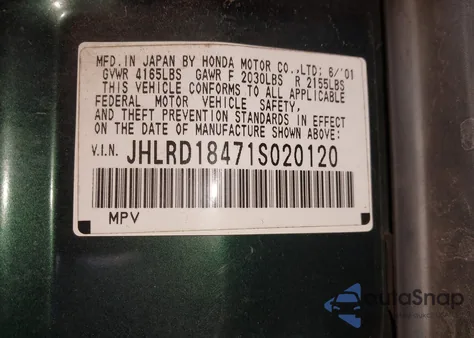 MFD.IN JAPAN BY HONDA MOTOR CO.,LTD; 6/'01
GVWR 4165LBS GAWR F 2030LBS R 2155LBS
THIS VEHICLE CONFORMS TO ALL APPLICABLE
FEDERAL MOTOR VEHICLE SAFETY,
AND THEFT PREVENTION STANDARDS IN EFFECT
ON THE DATE OF MANUFACTURE SHOWN ABOVE:
V.I.N. JHLRD18471S020120
MPV
autoSnap